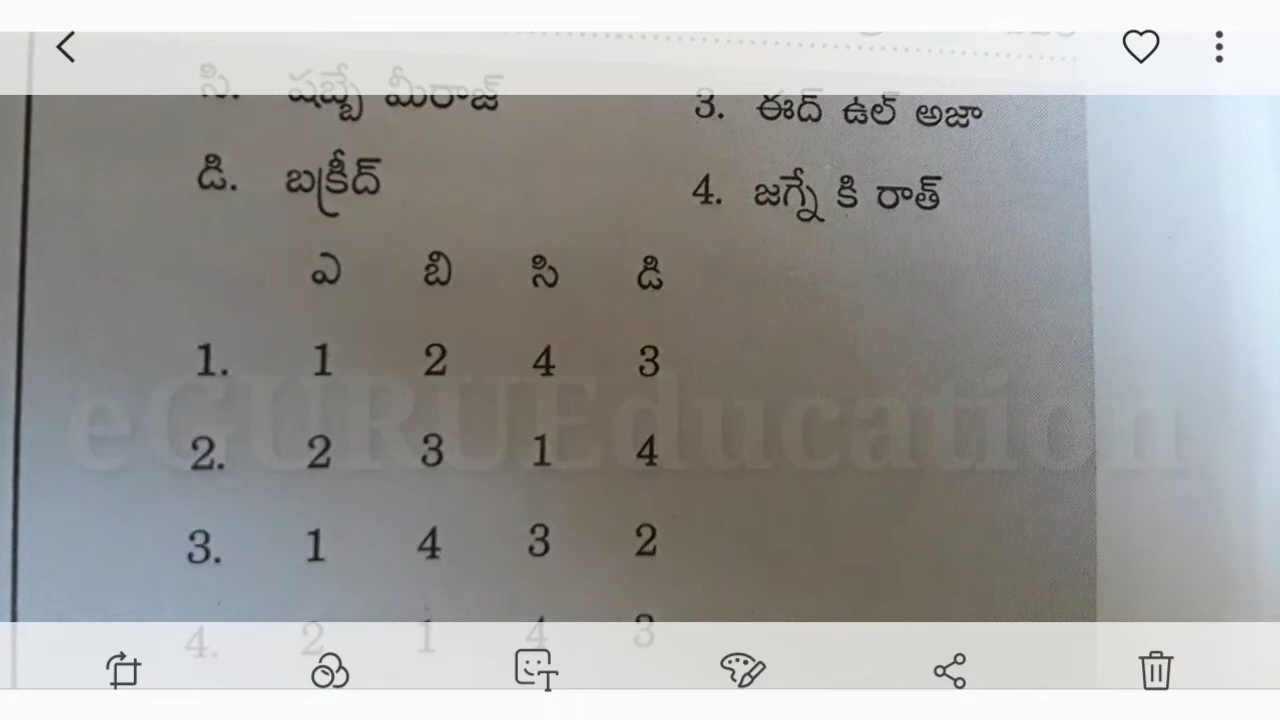 సి. షబ్బే మీరాజ్ 3. ఈద్ ఉల్ అజా
డి. బక్రీద్ 4. జగ్నే కి రాత్
ఎ బి సి డి
1. 1 2 4 3
2. 2 3 1 4
eGURUEducation
3. 1 4 3 2
4. 2 1 4 3